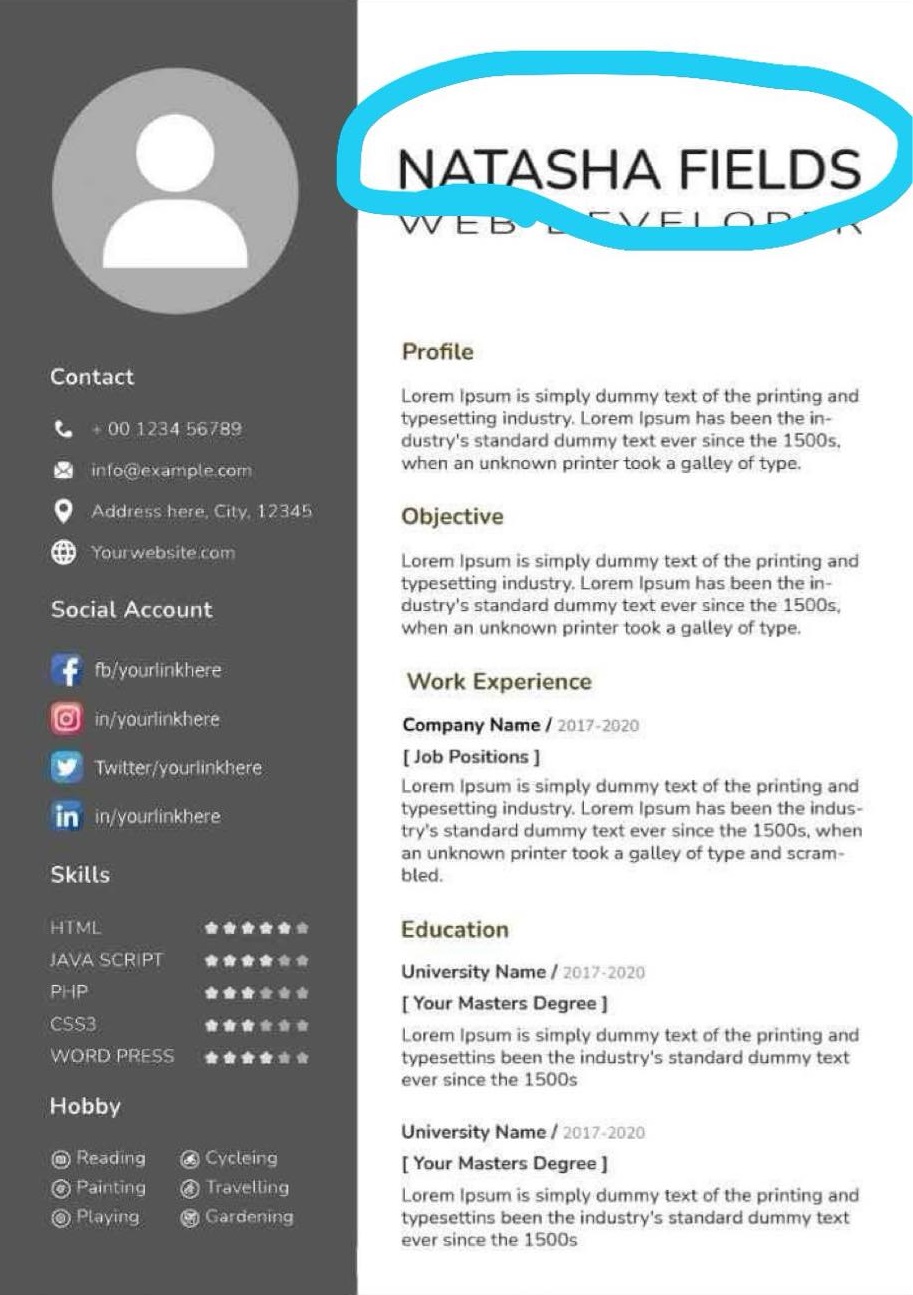 NATASHA FIELDS
WEB DEVELOPER
Contact
+ 00 1234 56789
info@example.com
Address here, City, 12345
Yourwebsite.com
Social Account
fb/yourlinkhere
in/yourlinkhere
Twitter/yourlinkhere
in/yourlinkhere
Skills
HTML
JAVA SCRIPT
PHP
CSS3
WORD PRESS
Hobby
Reading
Cycleing
Painting
Travelling
Playing
Gardening
Profile
Lorem Ipsum is simply dummy text of the printing and
typesetting industry. Lorem Ipsum has been the in-
dustry's standard dummy text ever since the 1500s,
when an unknown printer took a galley of type.
Objective
Lorem Ipsum is simply dummy text of the printing and
typesetting industry. Lorem Ipsum has been the in-
dustry's standard dummy text ever since the 1500s,
when an unknown printer took a galley of type.
Work Experience
Company Name / 2017-2020
[ Job Positions ]
Lorem Ipsum is simply dummy text of the printing and
typesetting industry. Lorem Ipsum has been the indus-
try's standard dummy text ever since the 1500s, when
an unknown printer took a galley of type and scram-
bled.
Education
University Name / 2017-2020
[ Your Masters Degree ]
Lorem Ipsum is simply dummy text of the printing and
typesettins been the industry's standard dummy text
ever since the 1500s
University Name / 2017-2020
[ Your Masters Degree ]
Lorem Ipsum is simply dummy text of the printing and
typesettins been the industry's standard dummy text
ever since the 1500s